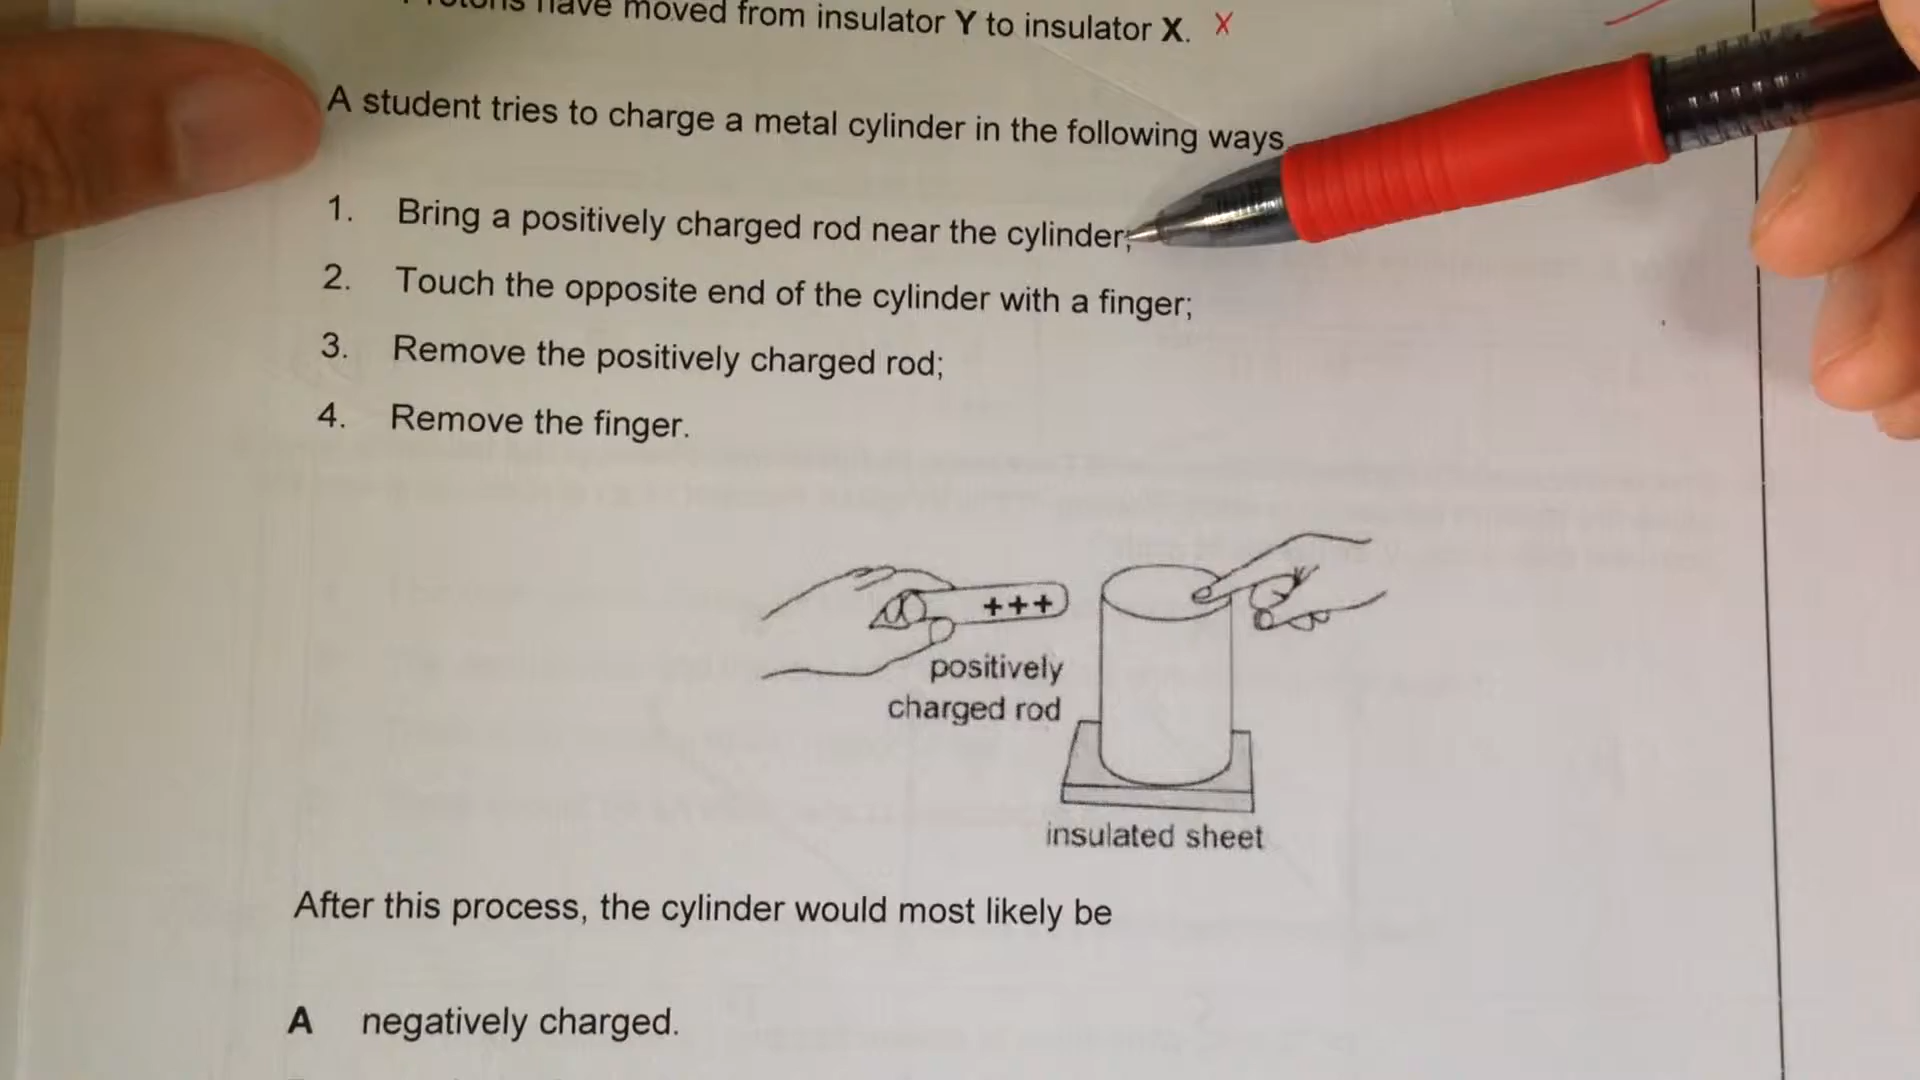 have moved from insulator Y to insulator X. X
A student tries to charge a metal cylinder in the following ways
1. Bring a positively charged rod near the cylinder;
2. Touch the opposite end of the cylinder with a finger;
3. Remove the positively charged rod;
4. Remove the finger.
+++
positively
charged rod
insulated sheet
After this process, the cylinder would most likely be
A negatively charged.